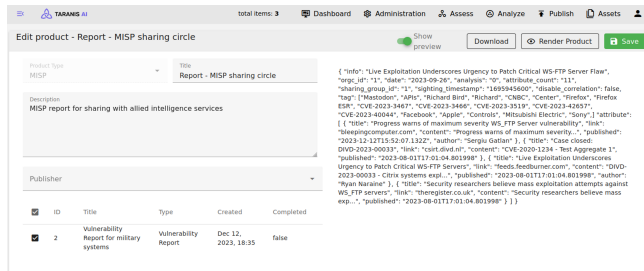 TARANIS AI
total items: 3
Dashboard
Administration
Assess
Analyze
Publish
Assets
Edit product - Report - MISP sharing circle
Show preview
Download
Render Product
Save
Product Type
MISP
Title
Report - MISP sharing circle
Description
MISP report for sharing with allied intelligence services
Publisher
ID Title Type Created Completed
2 Vulnerability Report for military systems Vulnerability Report Dec 12, 2023, 18:35 false
{ "info": "Live Exploitation Underscores Urgency to Patch Critical WS-FTP Server Flaw",
"orgc_id": "1", "date": "2023-09-26", "analysis": "0", "attribute_count": "11",
"sharing_group_id": "1", "sighting_timestamp": "1695945600", "disable_correlation": false,
"tag": ["Mastodon", "APIs", "Richard Bird", "Richard", "CNBC", "Center", "Firefox", "Firefox
ESR", "CVE-2023-3467", "CVE-2023-3466", "CVE-2023-3519", "CVE-2023-42657",
"CVE-2023-40044", "Facebook", "Apple", "Controls", "Mitsubishi Electric", "Sony",] attribute":
[ { "title": "Progress warns of maximum severity WS_FTP Server vulnerability", "link":
"bleepingcomputer.com", "content": "Progress warns of maximum severity...", "published":
"2023-12-12T15:52:07.132Z", "author": "Sergiu Gatlan" }, { "title": "Case closed:
DIVD-2023-00033", "link": "csirt.divd.nl", "content": "CVE-2020-1234 - Test Aggregate 1",
"published": "2023-08-01T17:01:04.801998" }, { "title": "Live Exploitation Underscores
Urgency to Patch Critical WS-FTP Servers", "link": "feeds.feedburner.com", "content": "DIVD-
2023-00033 - Citrix systems expl...", "published": "2023-08-01T17:01:04.801998", "author":
"Ryan Naraine" }, { "title": "Security researchers believe mass exploitation attempts against
WS_FTP servers", "link": "theregister.co.uk", "content": "Security researchers believe mass
exp...", "published": "2023-08-01T17:01:04.801998" } ] }